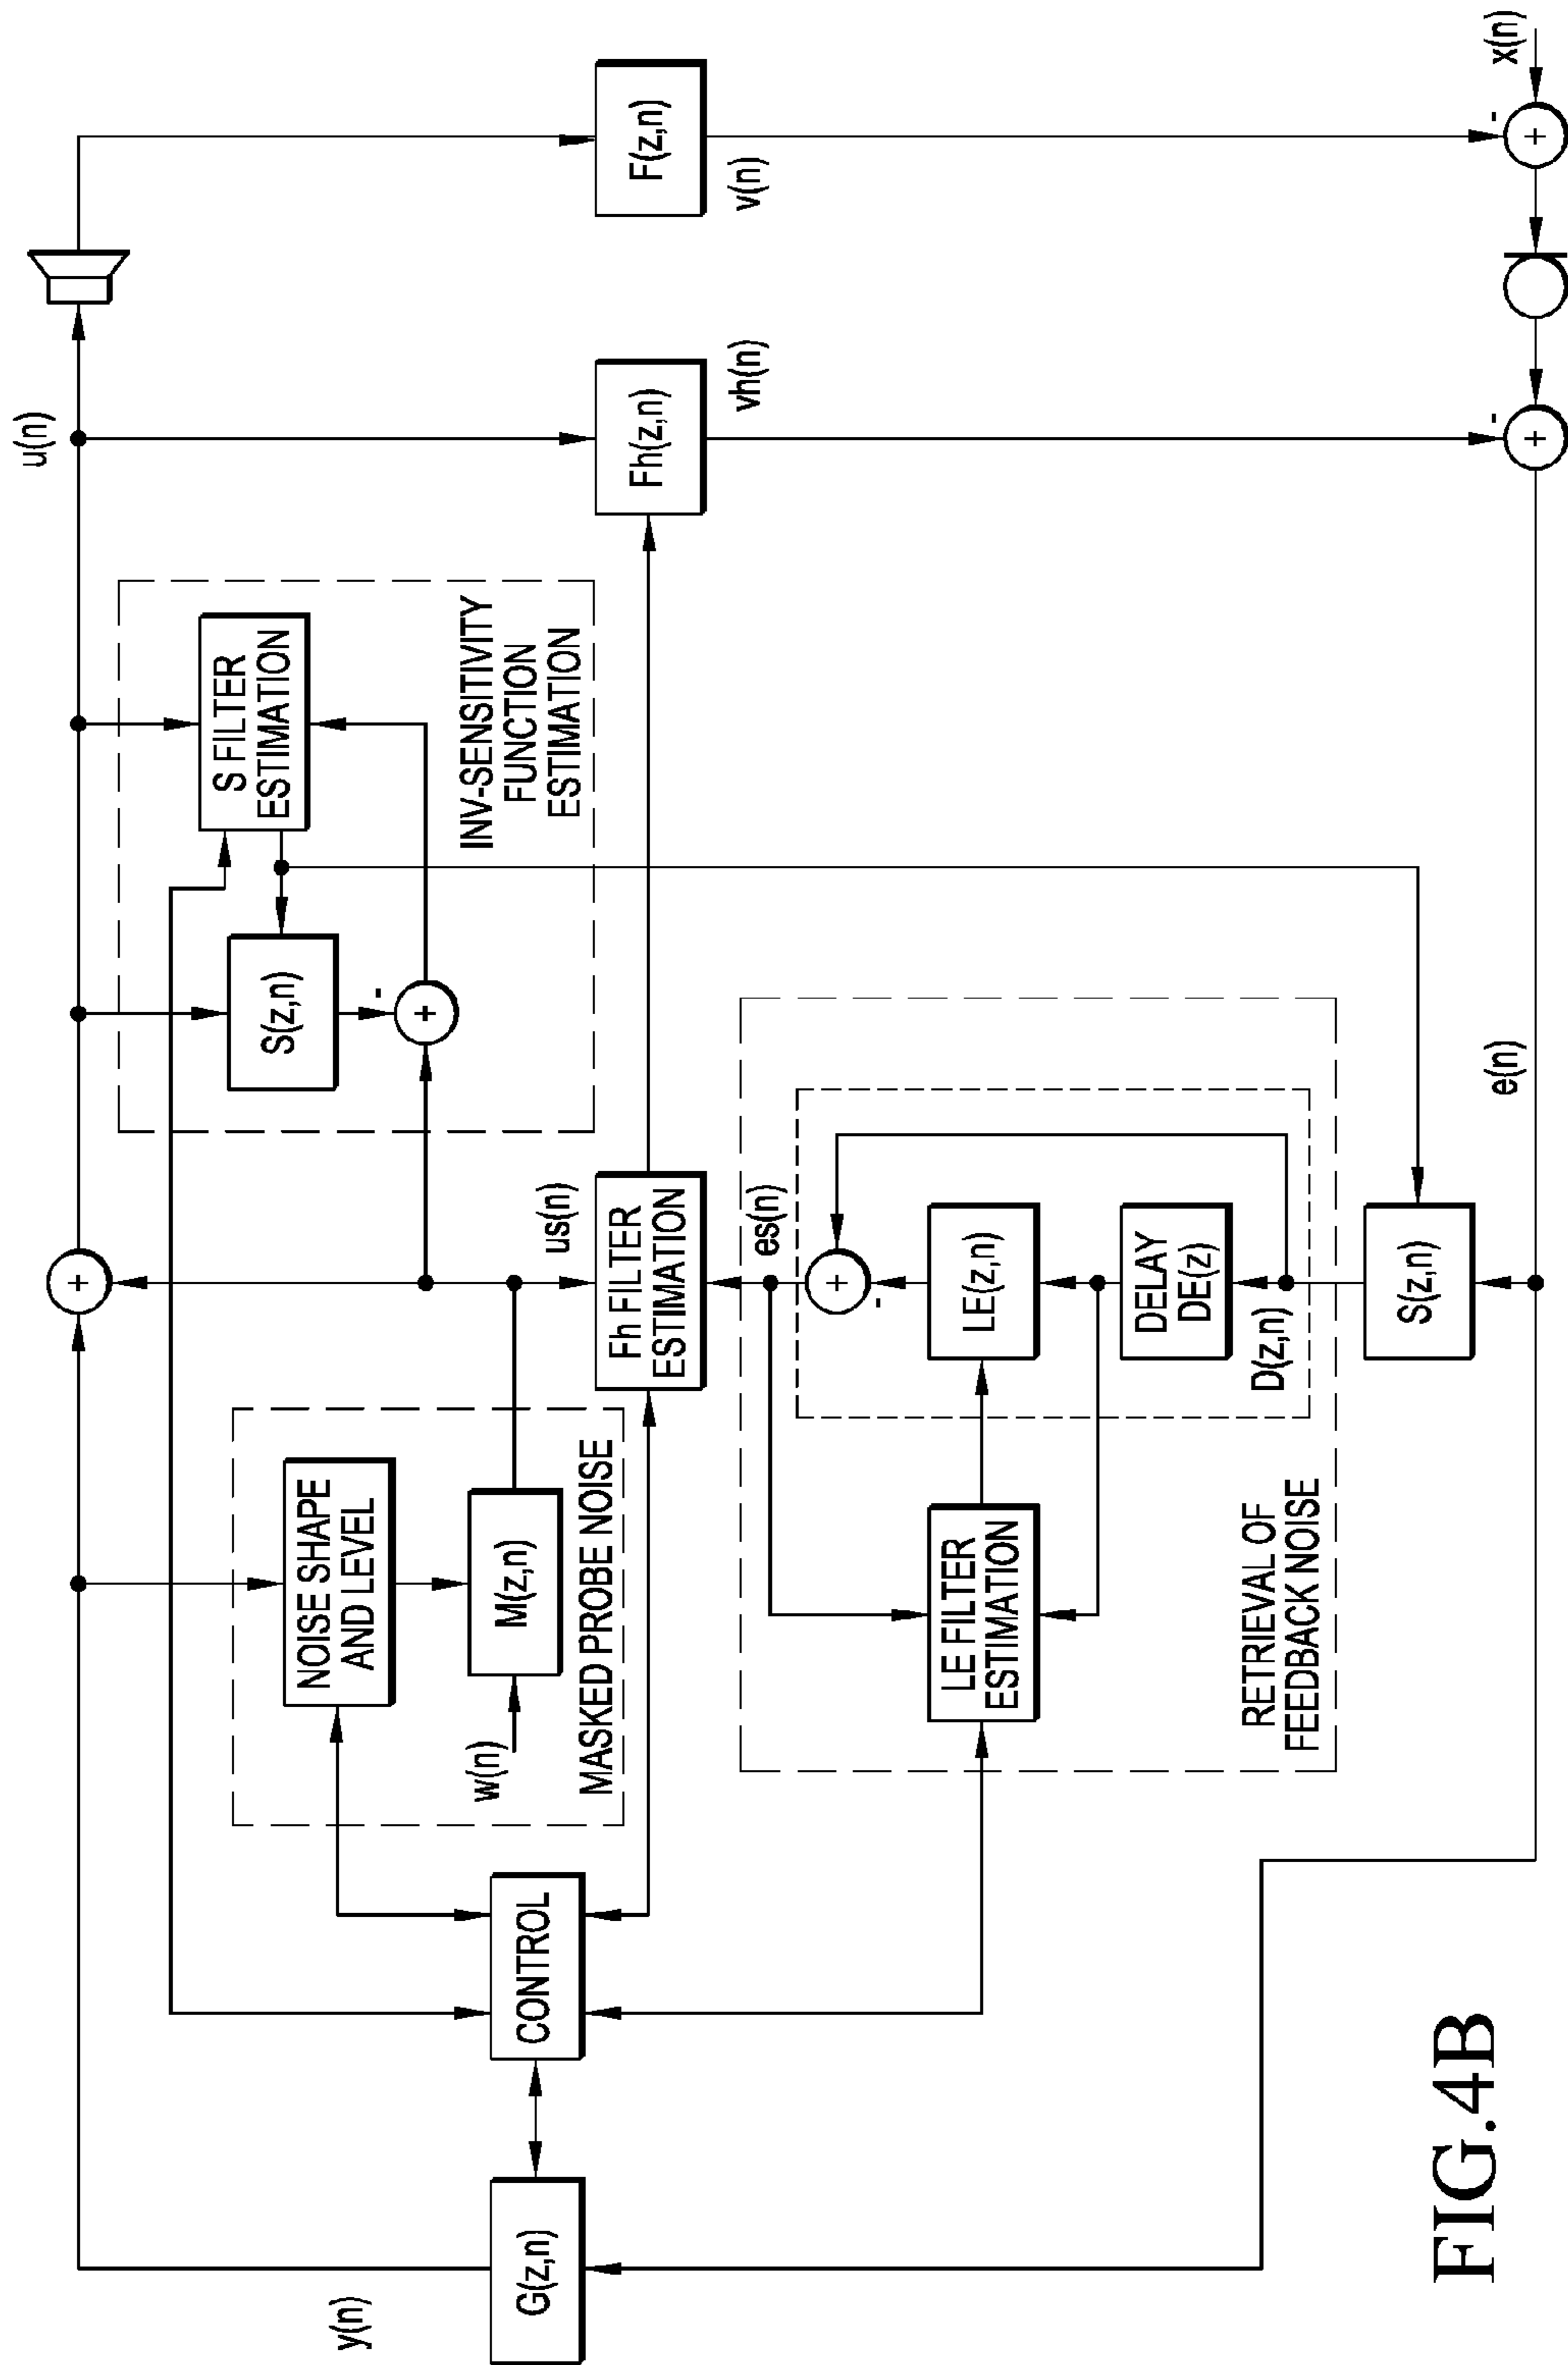 y(n)
G(z,n)
CONTROL
NOISE SHAPE
AND LEVEL
M(z,n)
w(n)
MASKED PROBE NOISE
+
u(n)
S(z,n)
S FILTER
ESTIMATION
-
+
INV-SENSITIVITY
FUNCTION
ESTIMATION
us(n)
Fh FILTER
ESTIMATION
Fh(z,n)
vh(n)
F(z,n)
v(n)
es(n)
+
-
LE(z,n)
LE FILTER
ESTIMATION
DELAY
DE(z)
D(z,n)
RETRIEVAL OF
FEEDBACK NOISE
S(z,n)
e(n)
-
+
-
+
x(n)
FIG.4B